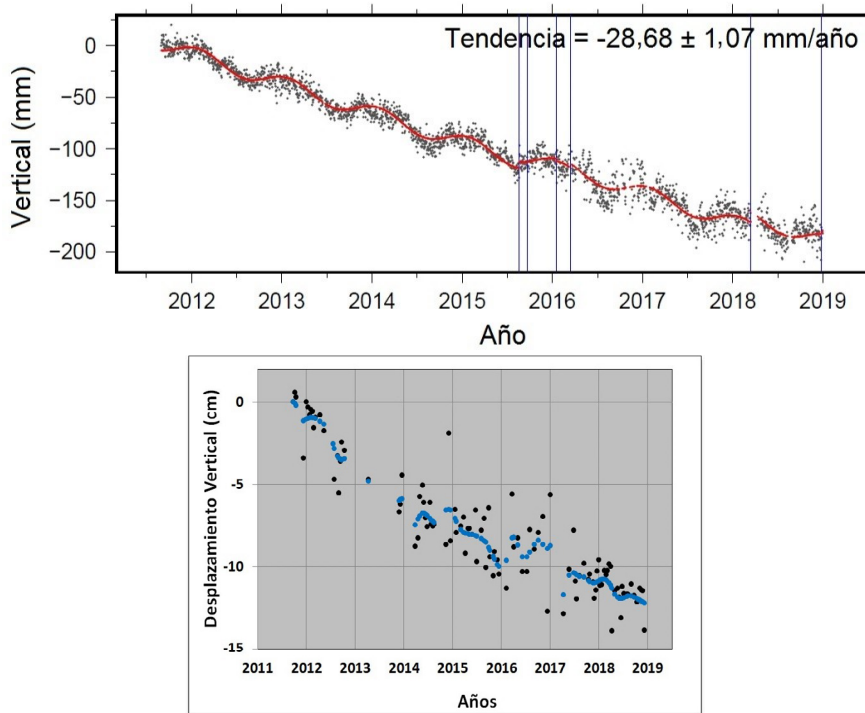 Tendencia = -28,68 ± 1,07 mm/año
Vertical (mm)
0
−50
−100
−150
−200
2012 2013 2014 2015 2016 2017 2018 2019
Año
Desplazamiento Vertical (cm)
0
-5
-10
-15
2011 2012 2013 2014 2015 2016 2017 2018 2019
Años